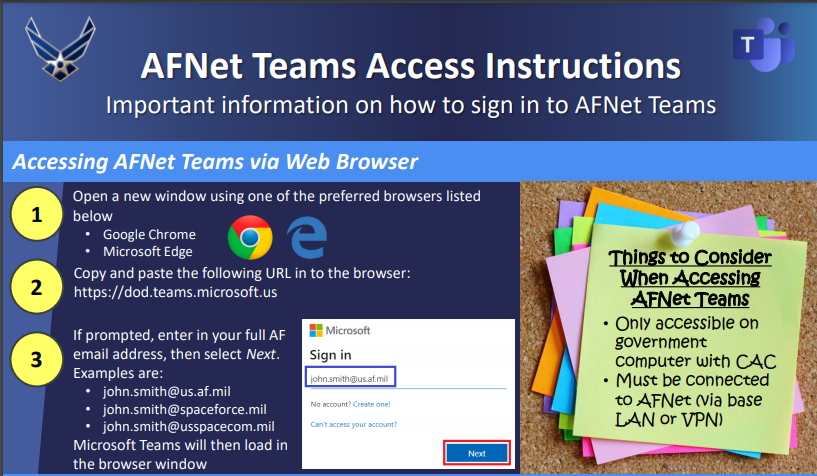 AFNet Teams Access Instructions
Important information on how to sign in to AFNet Teams
T
Accessing AFNet Teams via Web Browser
1
Open a new window using one of the preferred browsers listed
below
• Google Chrome
• Microsoft Edge
2
Copy and paste the following URL in to the browser:
https://dod.teams.microsoft.us
3
If prompted, enter in your full AF
email address, then select Next.
Examples are:
• john.smith@us.af.mil
• john.smith@spaceforce.mil
• john.smith@usspacecom.mil
Microsoft Teams will then load in
the browser window
Microsoft
Sign in
john.smith@us.af.mil
No account? Create one!
Can't access your account?
Next
Things to Consider
When Accessing
AFNet Teams
• Only accessible on
government
computer with CAC
• Must be connected
to AFNet (via base
LAN or VPN)